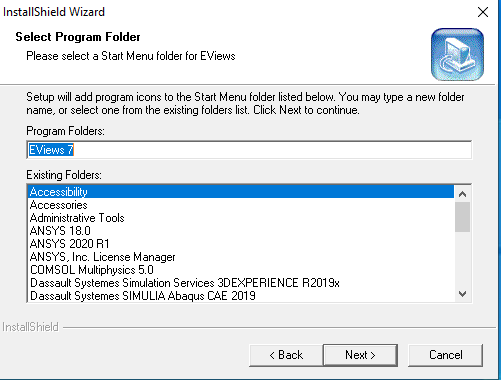 InstallShield Wizard
Select Program Folder
Please select a Start Menu folder for EViews
Setup will add program icons to the Start Menu folder listed below. You may type a new folder
name, or select one from the existing folders list. Click Next to continue.
Program Folders:
EViews 7
Existing Folders:
Accessibility
Accessories
Administrative Tools
ANSYS 18.0
ANSYS 2020 R1
ANSYS, Inc. License Manager
COMSOL Multiphysics 5.0
Dassault Systemes Simulation Services 3DEXPERIENCE R2019x
Dassault Systemes SIMULIA Abaqus CAE 2019
InstallShield
< Back
Next >
Cancel